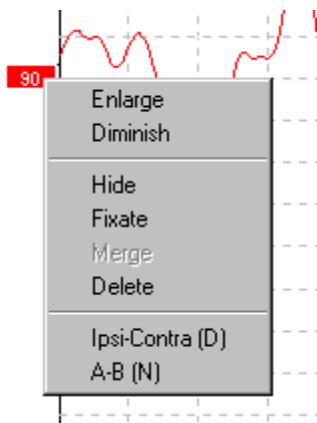 90
Enlarge
Diminish
Hide
Fixate
Merge
Delete
Ipsi-Contra (D)
A-B (N)